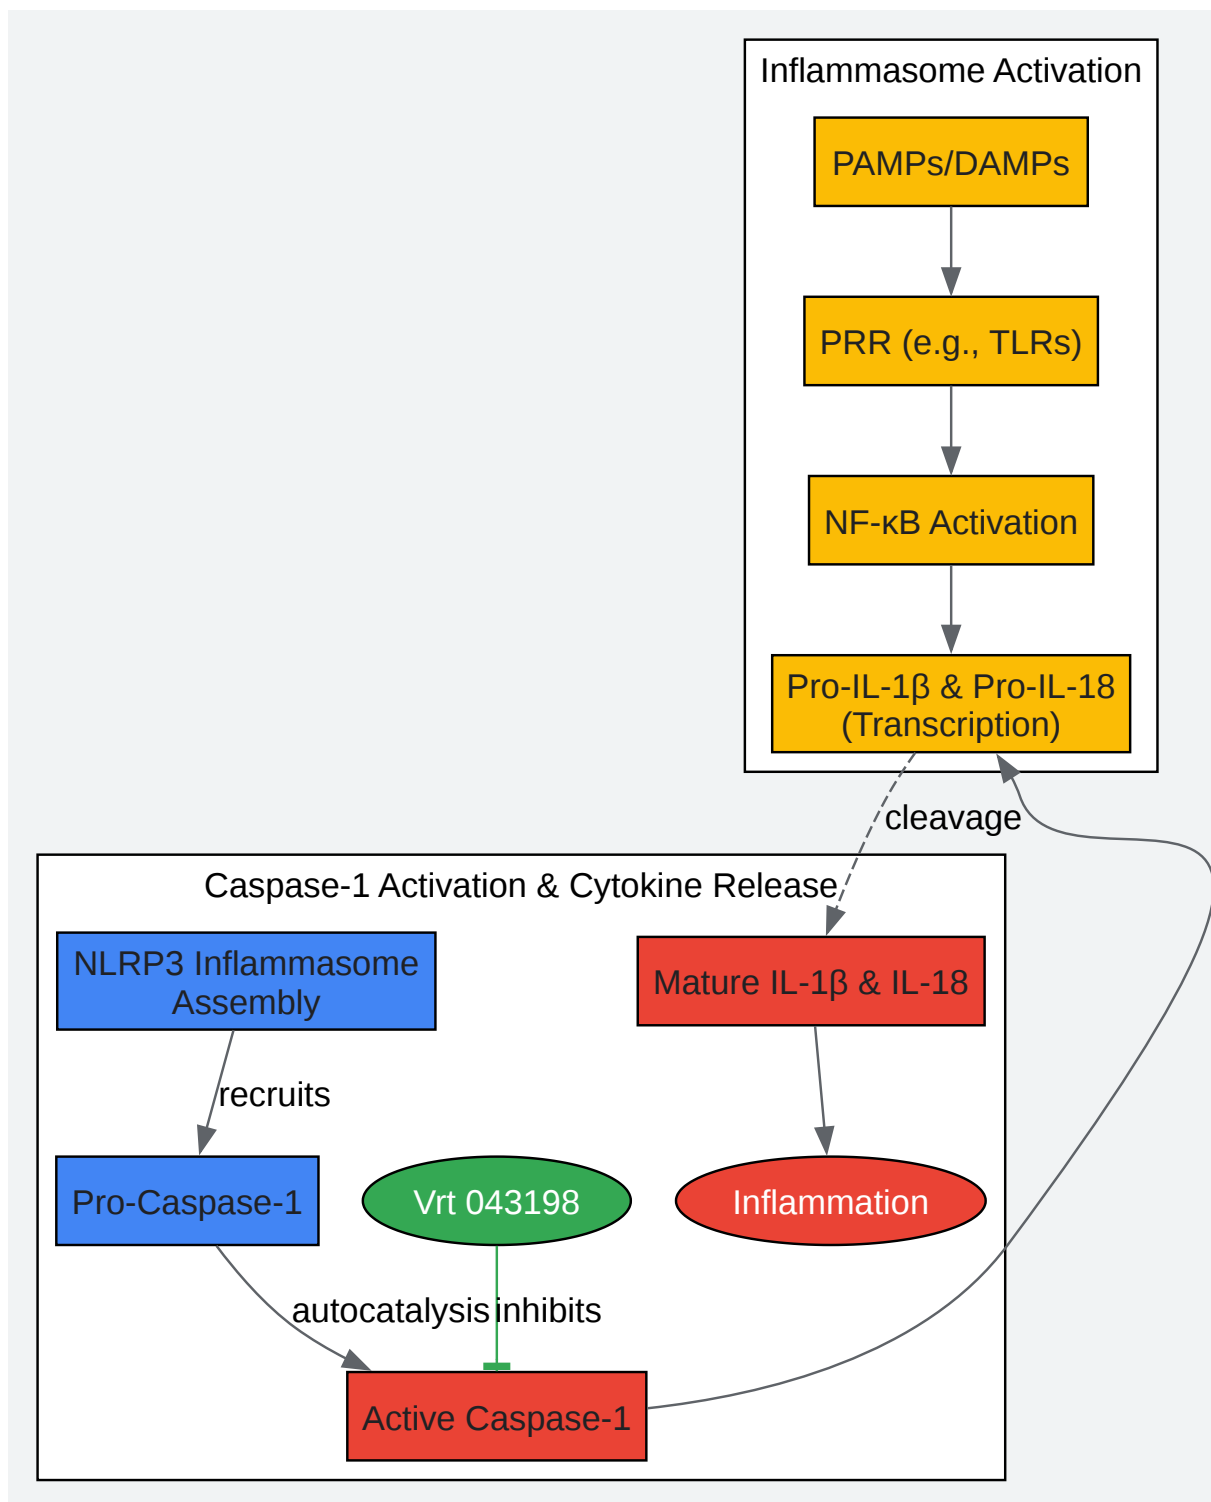 Inflammasome Activation
PAMPs/DAMPs
PRR (e.g., TLRs)
NF-κB Activation
Pro-IL-1β & Pro-IL-18
(Transcription)
cleavage
Caspase-1 Activation & Cytokine Release
NLRP3 Inflammasome
Assembly
Mature IL-1β & IL-18
recruits
Pro-Caspase-1
Vrt 043198
Inflammation
autocatalysis
inhibits
Active Caspase-1